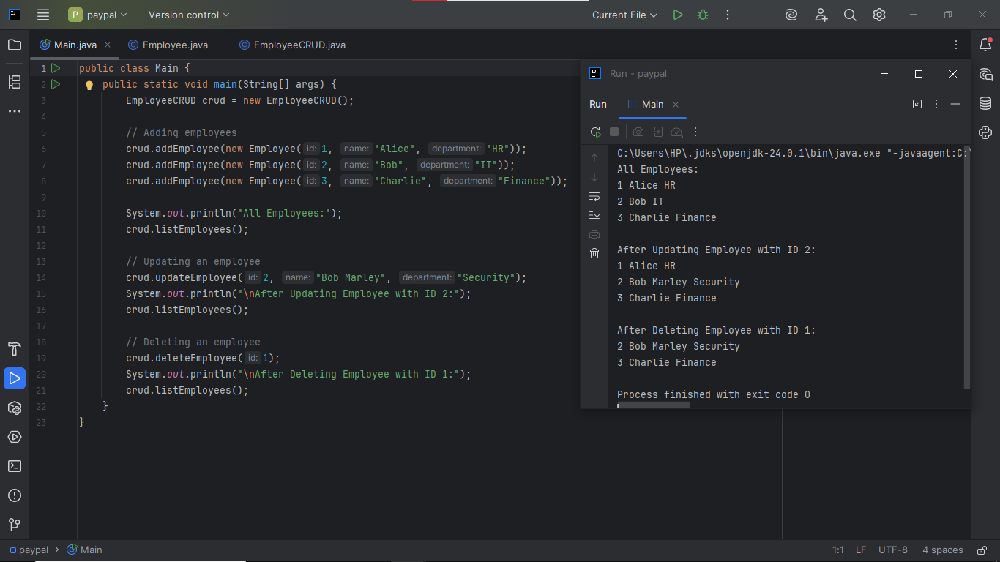 P paypal Version control Current File
Main.java Employee.java EmployeeCRUD.java
1 public class Main {
2 public static void main(String[] args) {
3 EmployeeCRUD crud = new EmployeeCRUD();
4
5 // Adding employees
6 crud.addEmployee(new Employee( id: 1, name: "Alice", department: "HR"));
7 crud.addEmployee(new Employee( id: 2, name: "Bob", department: "IT"));
8 crud.addEmployee(new Employee( id: 3, name: "Charlie", department: "Finance"));
9
10 System.out.println("All Employees:");
11 crud.listEmployees();
12
13 // Updating an employee
14 crud.updateEmployee( id: 2, name: "Bob Marley", department: "Security");
15 System.out.println("\nAfter Updating Employee with ID 2:");
16 crud.listEmployees();
17
18 // Deleting an employee
19 crud.deleteEmployee( id: 1);
20 System.out.println("\nAfter Deleting Employee with ID 1:");
21 crud.listEmployees();
22 }
23 }
Run - paypal
Run Main
C:\Users\HP\.jdks\openjdk-24.0.1\bin\java.exe "-javaagent:C:\
All Employees:
1 Alice HR
2 Bob IT
3 Charlie Finance
After Updating Employee with ID 2:
1 Alice HR
2 Bob Marley Security
3 Charlie Finance
After Deleting Employee with ID 1:
2 Bob Marley Security
3 Charlie Finance
Process finished with exit code 0
paypal > Main 1:1 LF UTF-8 4 spaces